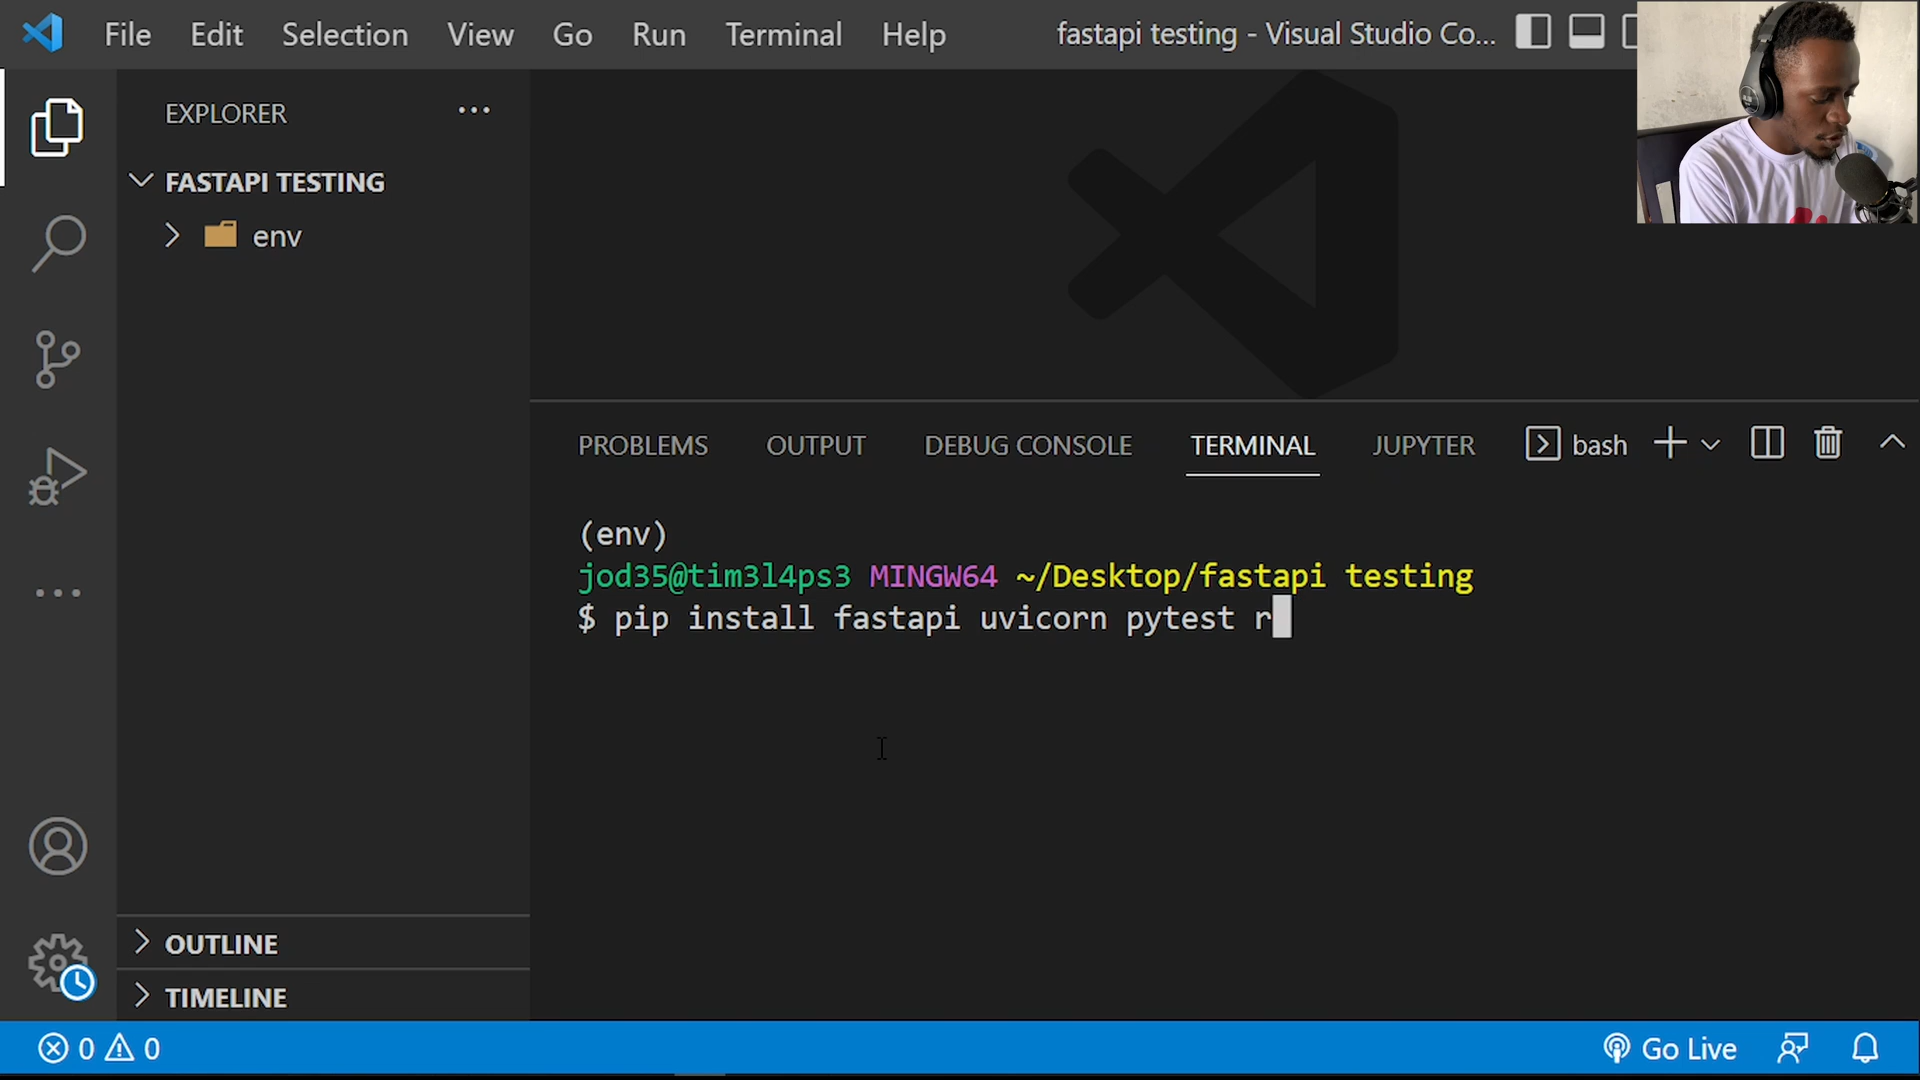 File Edit Selection View Go Run Terminal Help fastapi testing - Visual Studio Co...
EXPLORER
FASTAPI TESTING
env
PROBLEMS OUTPUT DEBUG CONSOLE TERMINAL JUPYTER bash
(env)
jod35@tim3l4ps3 MINGW64 ~/Desktop/fastapi testing
$ pip install fastapi uvicorn pytest r
OUTLINE
TIMELINE
0 0 Go Live